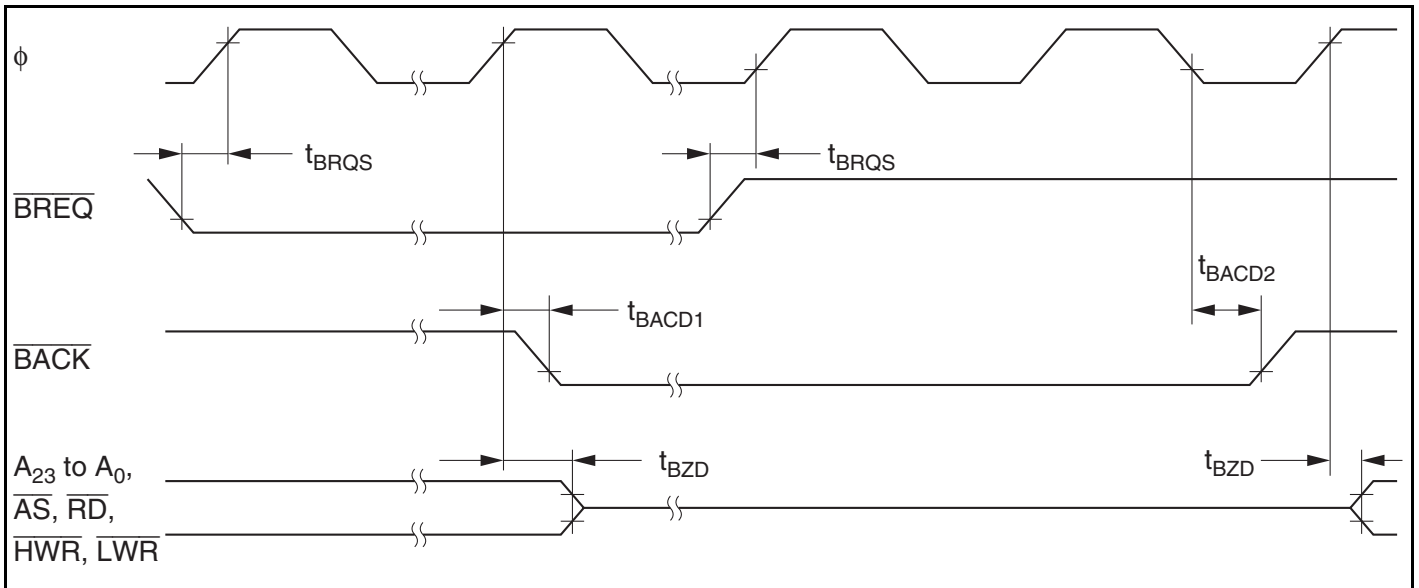 ϕ
tBRQS
tBRQS
BREQ
tBACD2
tBACD1
BACK
A23 to A0,
AS, RD,
HWR, LWR
tBZD
tBZD